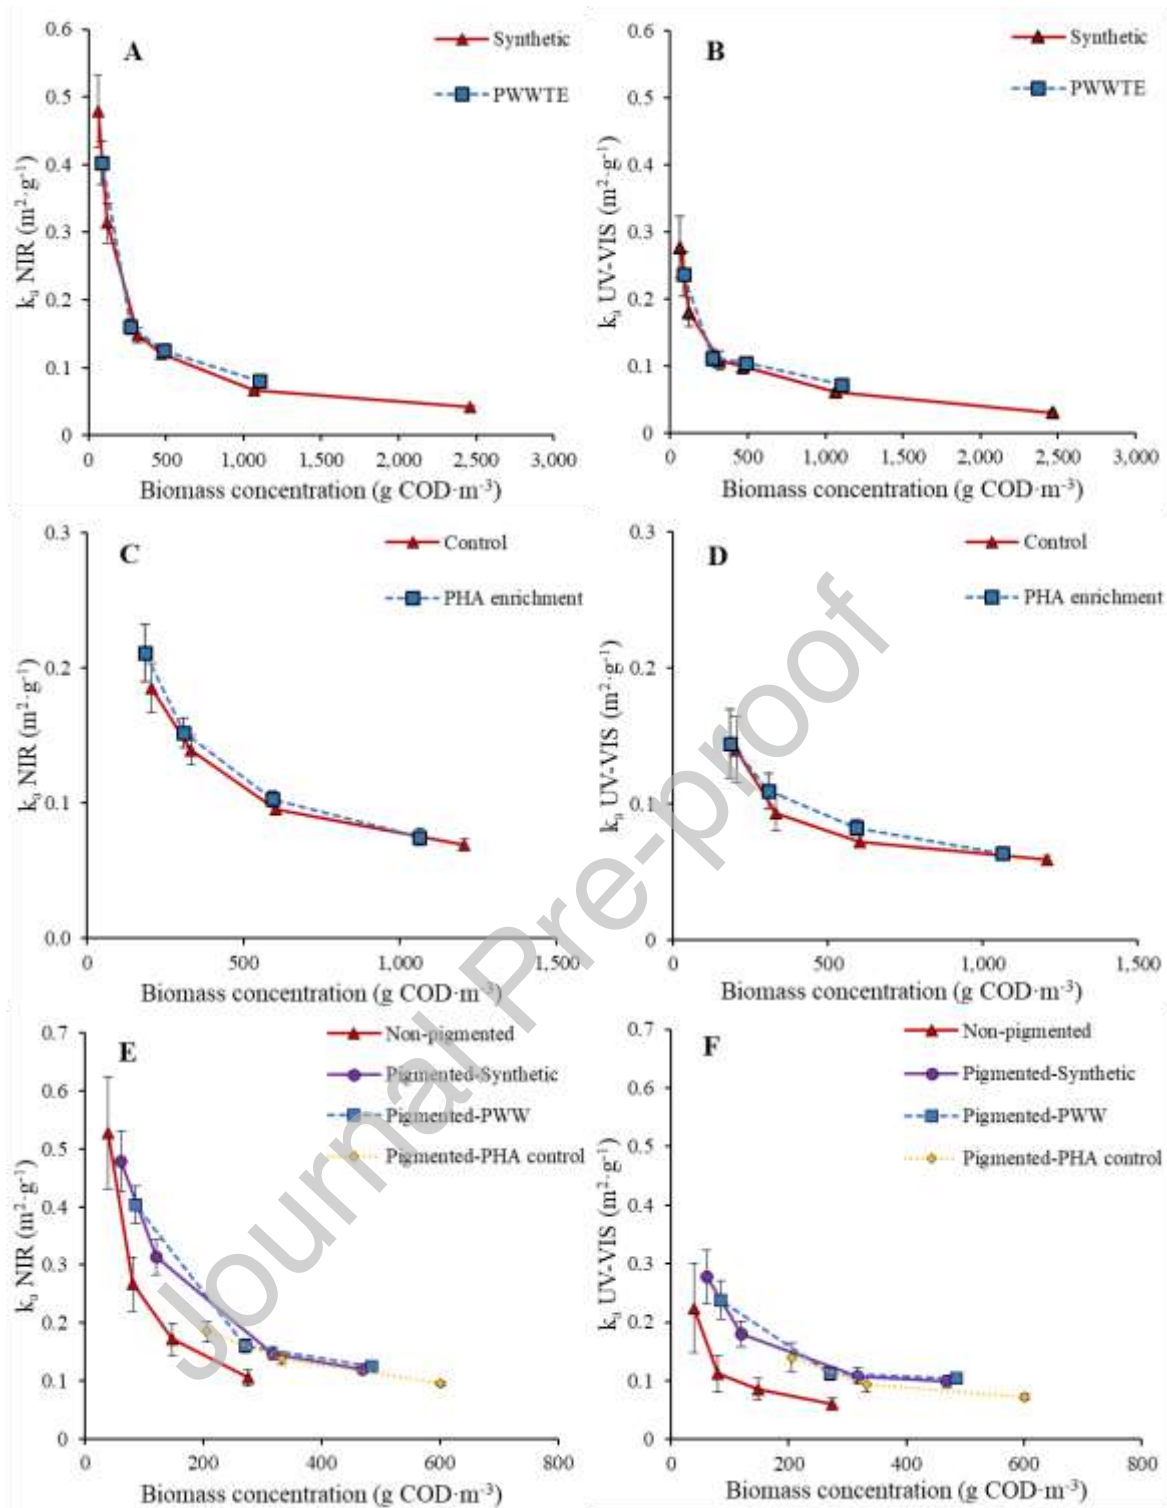 A
Synthetic
PWWTE
0.6
0.5
0.4
0.3
0.2
0.1
0
0
500
1,000
1,500
2,000
2,500
3,000
kₐ NIR (m²·g⁻¹)
Biomass concentration (g COD·m⁻³)
B
Synthetic
PWWTE
0.6
0.5
0.4
0.3
0.2
0.1
0
0
500
1,000
1,500
2,000
2,500
3,000
kₐ UV-VIS (m²·g⁻¹)
Biomass concentration (g COD·m⁻³)
C
Control
PHA enrichment
0.3
0.2
0.1
0.0
0
500
1,000
1,500
kₐ NIR (m²·g⁻¹)
Biomass concentration (g COD·m⁻³)
D
Control
PHA enrichment
0.3
0.2
0.1
0
0
500
1,000
1,500
kₐ UV-VIS (m²·g⁻¹)
Biomass concentration (g COD·m⁻³)
E
Non-pigmented
Pigmented-Synthetic
Pigmented-PWW
Pigmented-PHA control
0.7
0.6
0.5
0.4
0.3
0.2
0.1
0
0
200
400
600
800
kₐ NIR (m²·g⁻¹)
Biomass concentration (g COD·m⁻³)
F
Non-pigmented
Pigmented-Synthetic
Pigmented-PWW
Pigmented-PHA control
0.7
0.6
0.5
0.4
0.3
0.2
0.1
0
0
200
400
600
800
kₐ UV-VIS (m²·g⁻¹)
Biomass concentration (g COD·m⁻³)
Journal Pre-proof